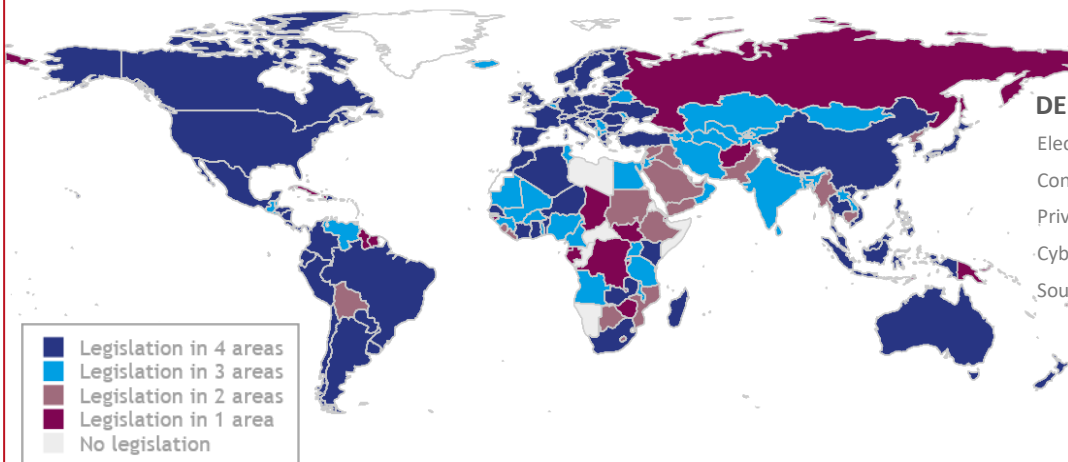 DE
Elec
Con
Priv
Cyb
Sou
Legislation in 4 areas
Legislation in 3 areas
Legislation in 2 areas
Legislation in 1 area
No legislation